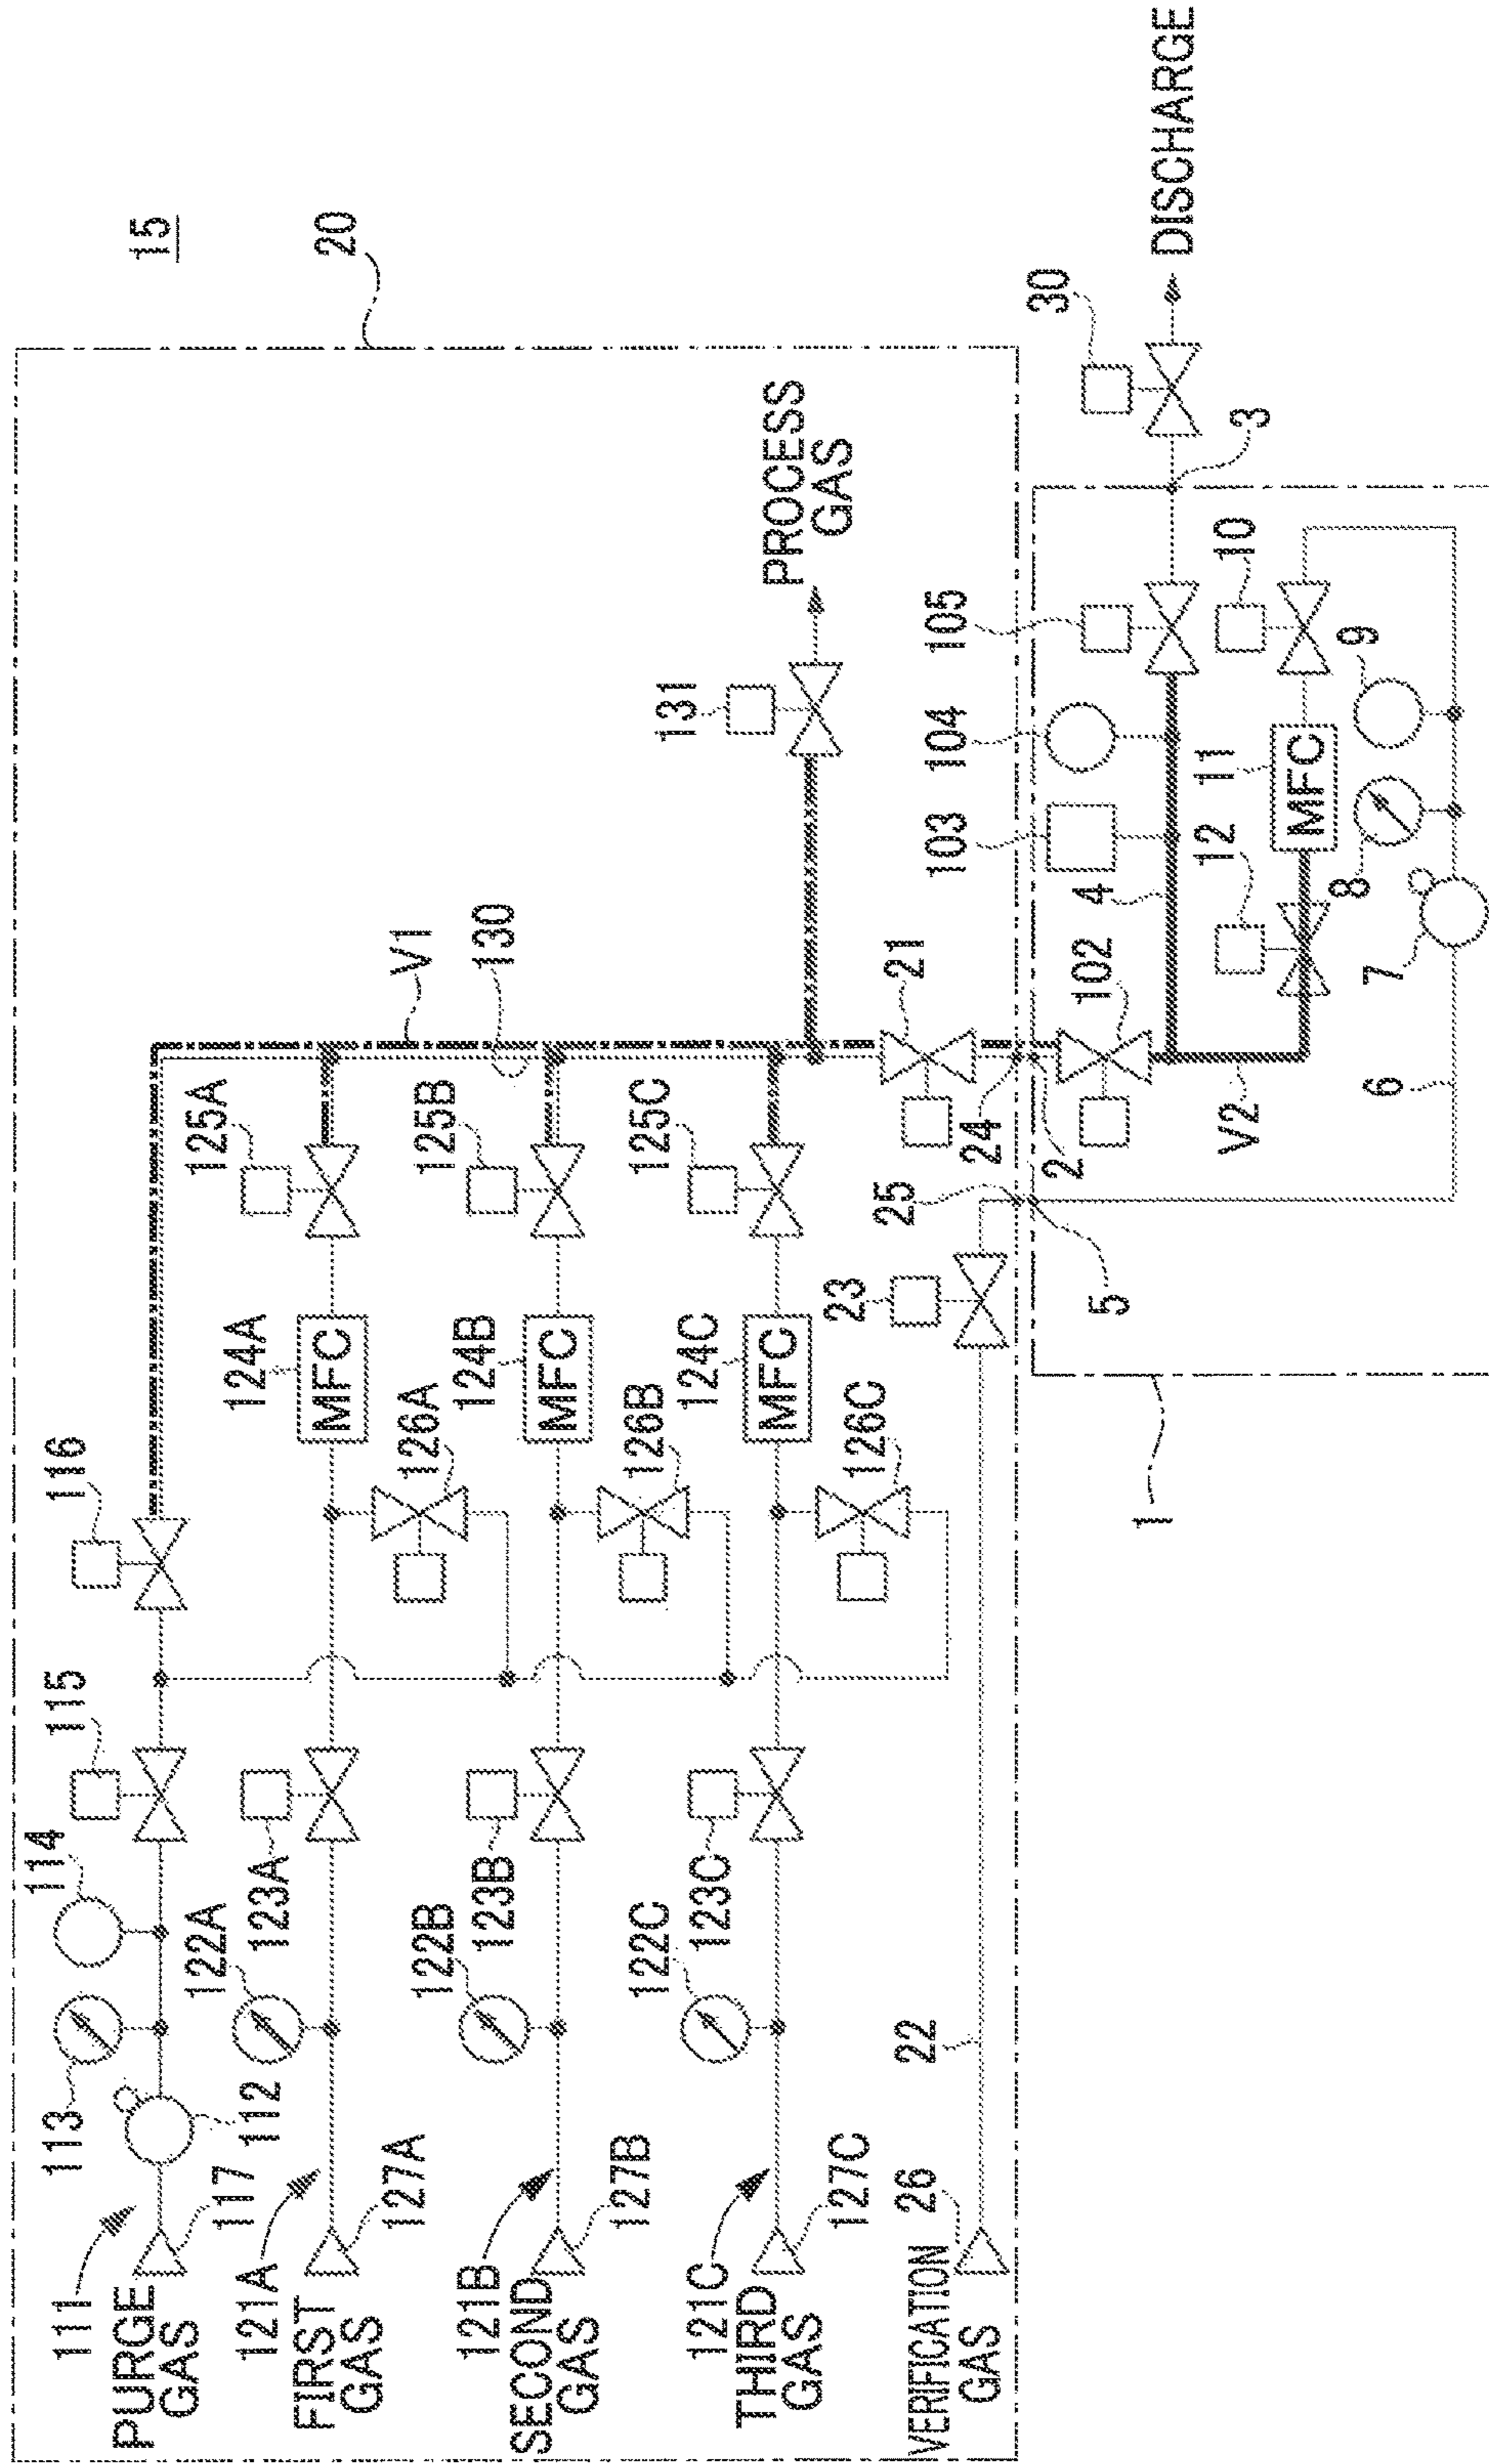 15
20
111
PURGE
GAS
117
112
113
114
115
116
V1
130
121A
FIRST
GAS
127A
122A
123A
124A
MFC
125A
126A
121B
SECOND
GAS
127B
122B
123B
124B
MFC
125B
126B
121C
THIRD
GAS
127C
122C
123C
124C
MFC
125C
126C
131
PROCESS
GAS
VERIFICATION
GAS
26
22
23
25
24
21
2
5
1
102
103
104
105
4
V2
12
11
MFC
10
6
7
8
9
3
30
DISCHARGE